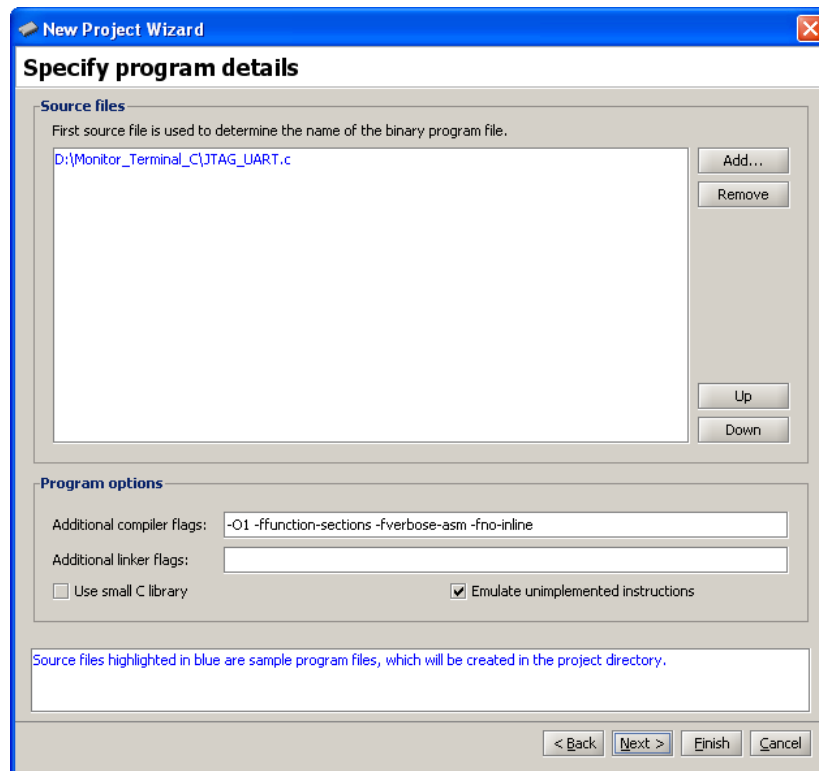 New Project Wizard
Specify program details
Source files
First source file is used to determine the name of the binary program file.
D:\Monitor_Terminal_C\JTAG_UART.c
Add...
Remove
Up
Down
Program options
Additional compiler flags: -O1 -ffunction-sections -fverbose-asm -fno-inline
Additional linker flags:
Use small C library Emulate unimplemented instructions
Source files highlighted in blue are sample program files, which will be created in the project directory.
< Back Next > Finish Cancel